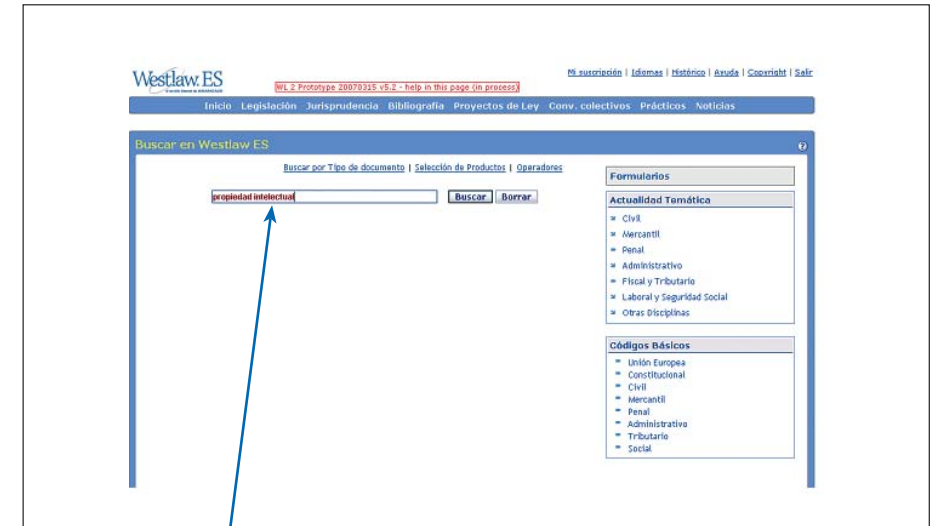 Mi suscripción | Idiomas | Histórico | Ayuda | Copyright | Salir
Westlaw.ES
WL 2 Prototype 20070315 v5.2 - help in this page (in process)
Inicio Legislación Jurisprudencia Bibliografía Proyectos de Ley Conv. colectivos Prácticos Noticias
Buscar en Westlaw ES
Buscar por Tipo de documento | Selección de Productos | Operadores
propiedad intelectual Buscar Borrar
Formularios
Actualidad Temática
Civil
Mercantil
Penal
Administrativo
Fiscal y Tributario
Laboral y Seguridad Social
Otras Disciplinas
Códigos Básicos
Unión Europea
Constitucional
Civil
Mercantil
Penal
Administrativo
Tributario
Social